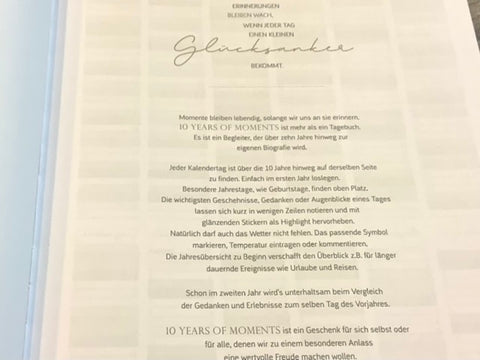 ERINNERUNGEN
BLEIBEN WACH,
WENN JEDER TAG
EINEN KLEINEN
Glücksanker
BEKOMMT.
Momente bleiben lebendig, solange wir uns an sie erinnern.
10 YEARS OF MOMENTS ist mehr als ein Tagebuch.
Es ist ein Begleiter, der über zehn Jahre hinweg zur
eigenen Biografie wird.
Jeder Kalendertag ist über die 10 Jahre hinweg auf derselben Seite
zu finden. Einfach im ersten Jahr loslegen.
Besondere Jahrestage, wie Geburtstage, finden oben Platz.
Die wichtigsten Geschehnisse, Gedanken oder Augenblicke eines Tages
lassen sich kurz in wenigen Zeilen notieren und mit
glänzenden Stickern als Highlight hervorheben.
Natürlich darf auch das Wetter nicht fehlen. Das passende Symbol
markieren, Temperatur eintragen oder kommentieren.
Die Jahresübersicht zu Beginn verschafft den Überblick z.B. für länger
dauernde Ereignisse wie Urlaube und Reisen.
Schon im zweiten Jahr wird's unterhaltsam beim Vergleich
der Gedanken und Erlebnisse zum selben Tag des Vorjahres.
10 YEARS OF MOMENTS ist ein Geschenk für sich selbst oder
für alle, denen wir zu einem besonderen Anlass
eine wertvolle Freude machen wollen.